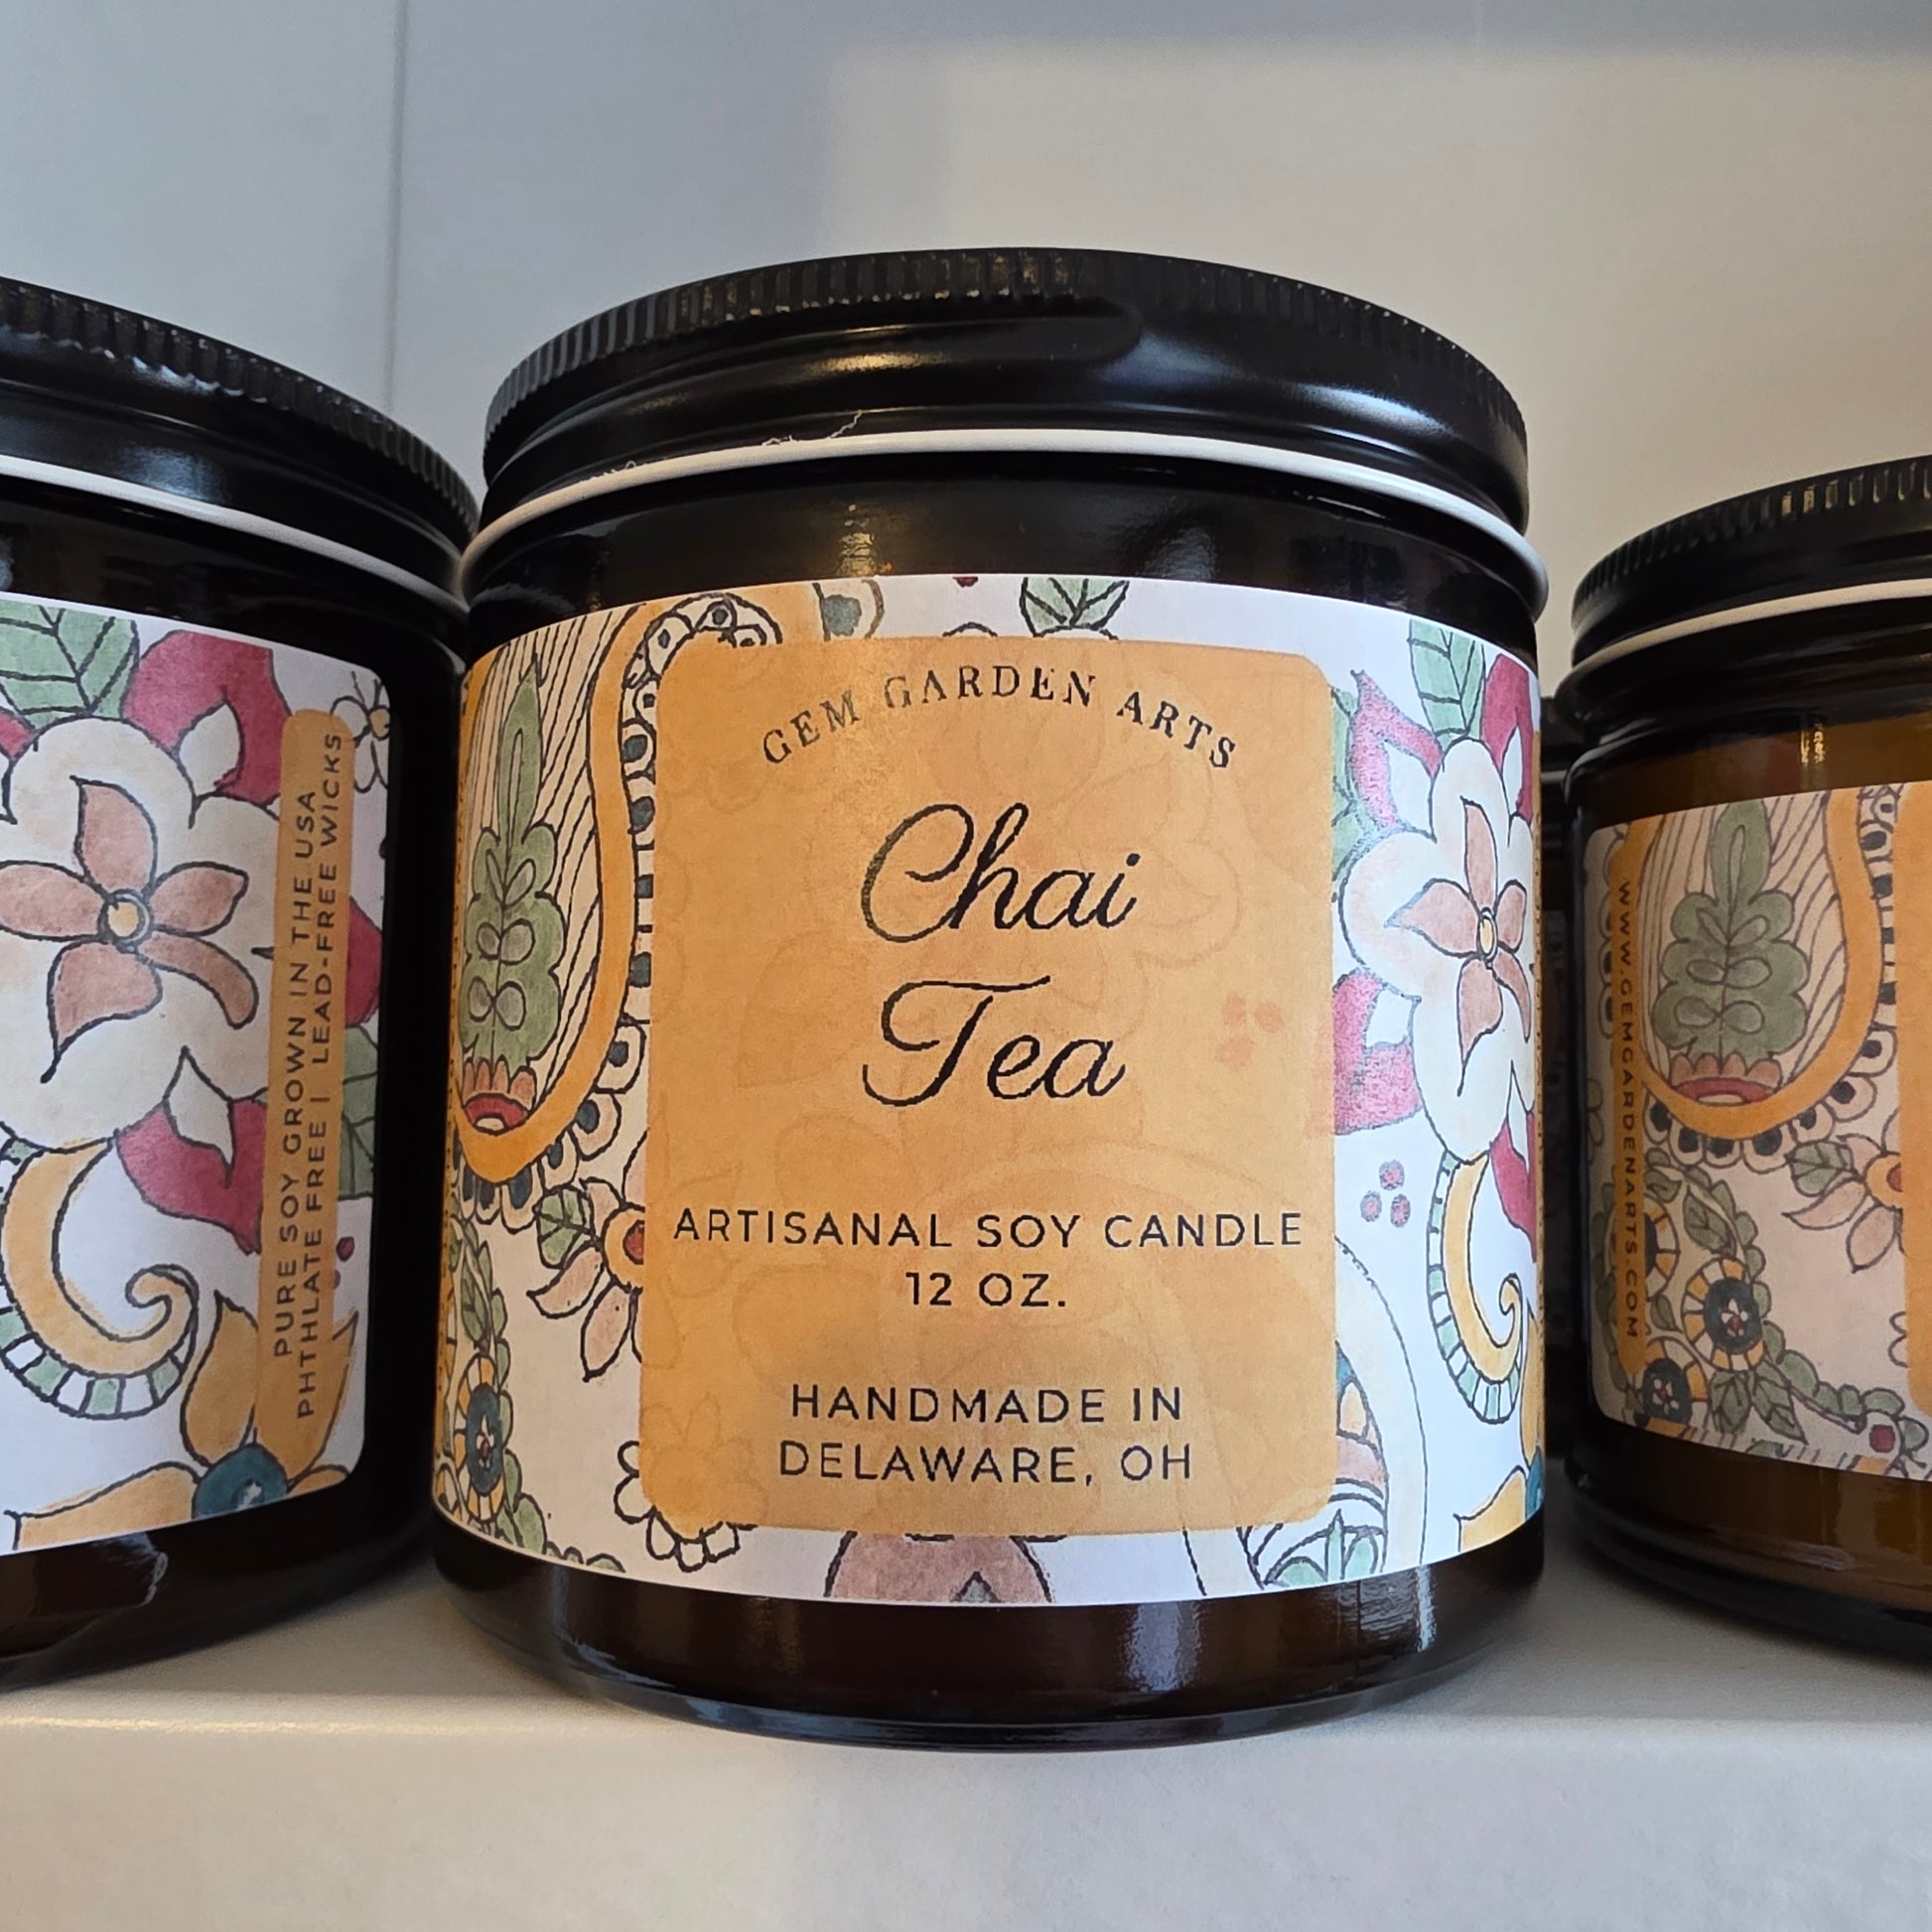 PURE SOY GROWN IN THE USA
PHTHLATE FREE | LEAD-FREE WICKS
GEM GARDEN ARTS
Chai
Tea
ARTISANAL SOY CANDLE
12 OZ.
HANDMADE IN
DELAWARE, OH
WWW.GEMGARDENARTS.COM